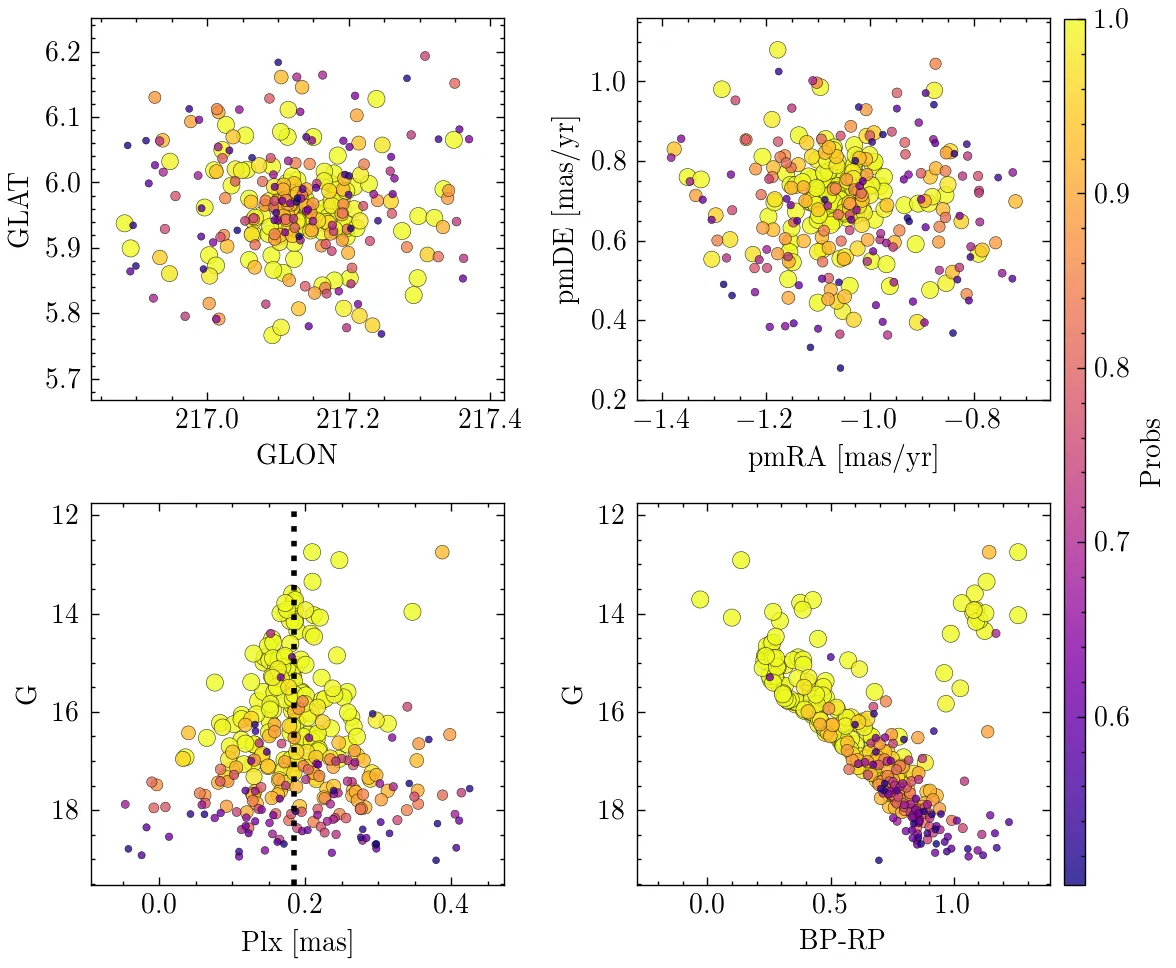 6.2
6.1
6.0
5.9
5.8
5.7
GLAT
217.0 217.2 217.4
GLON
1.0
0.8
0.6
0.4
0.2
pmDE [mas/yr]
−1.4 −1.2 −1.0 −0.8
pmRA [mas/yr]
12
14
16
18
G
0.0 0.2 0.4
Plx [mas]
12
14
16
18
G
0.0 0.5 1.0
BP-RP
1.0
0.9
0.8
0.7
0.6
Probs